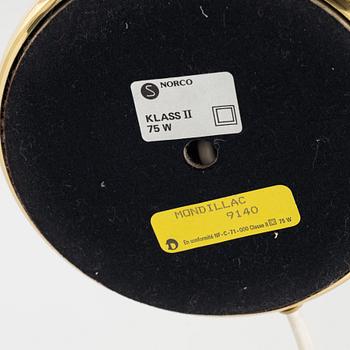 S NORCO
KLASS II
75 W
MONDILLAC
9140
En conformité NF-C-71-000 Classe II 75 W